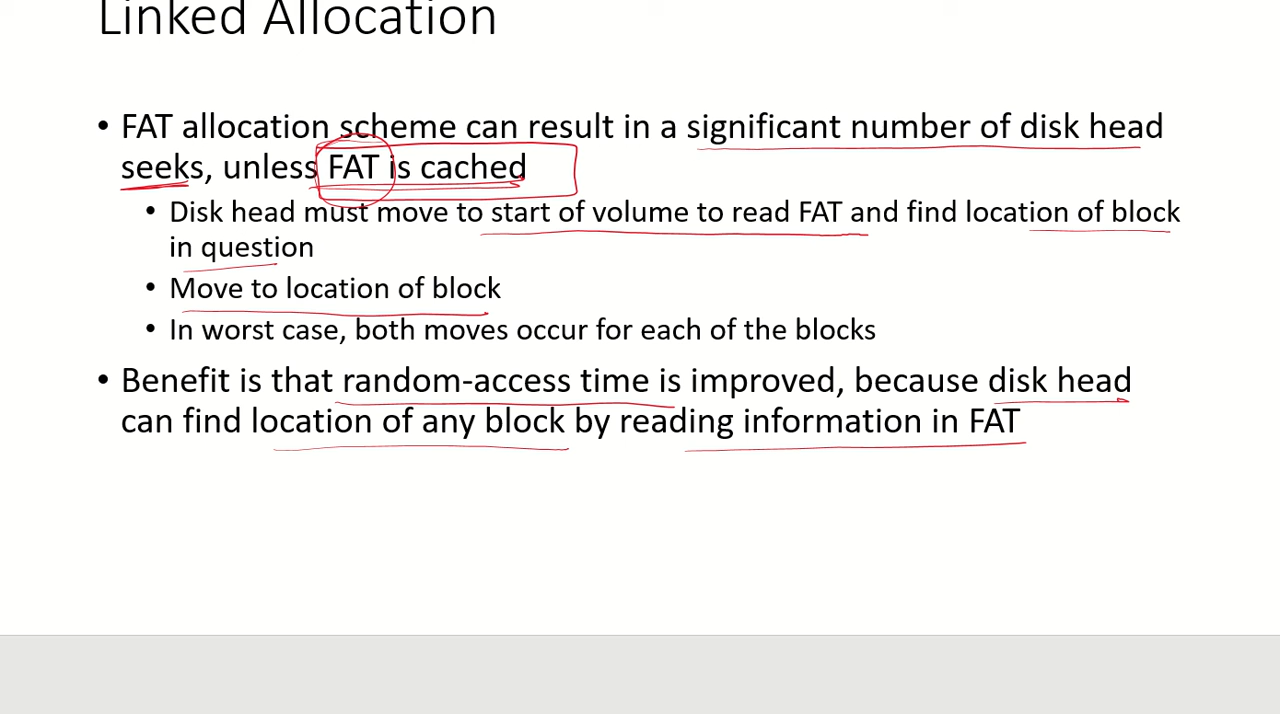 Linked Allocation
• FAT allocation scheme can result in a significant number of disk head
seeks, unless FAT is cached
• Disk head must move to start of volume to read FAT and find location of block
in question
• Move to location of block
• In worst case, both moves occur for each of the blocks
• Benefit is that random-access time is improved, because disk head
can find location of any block by reading information in FAT